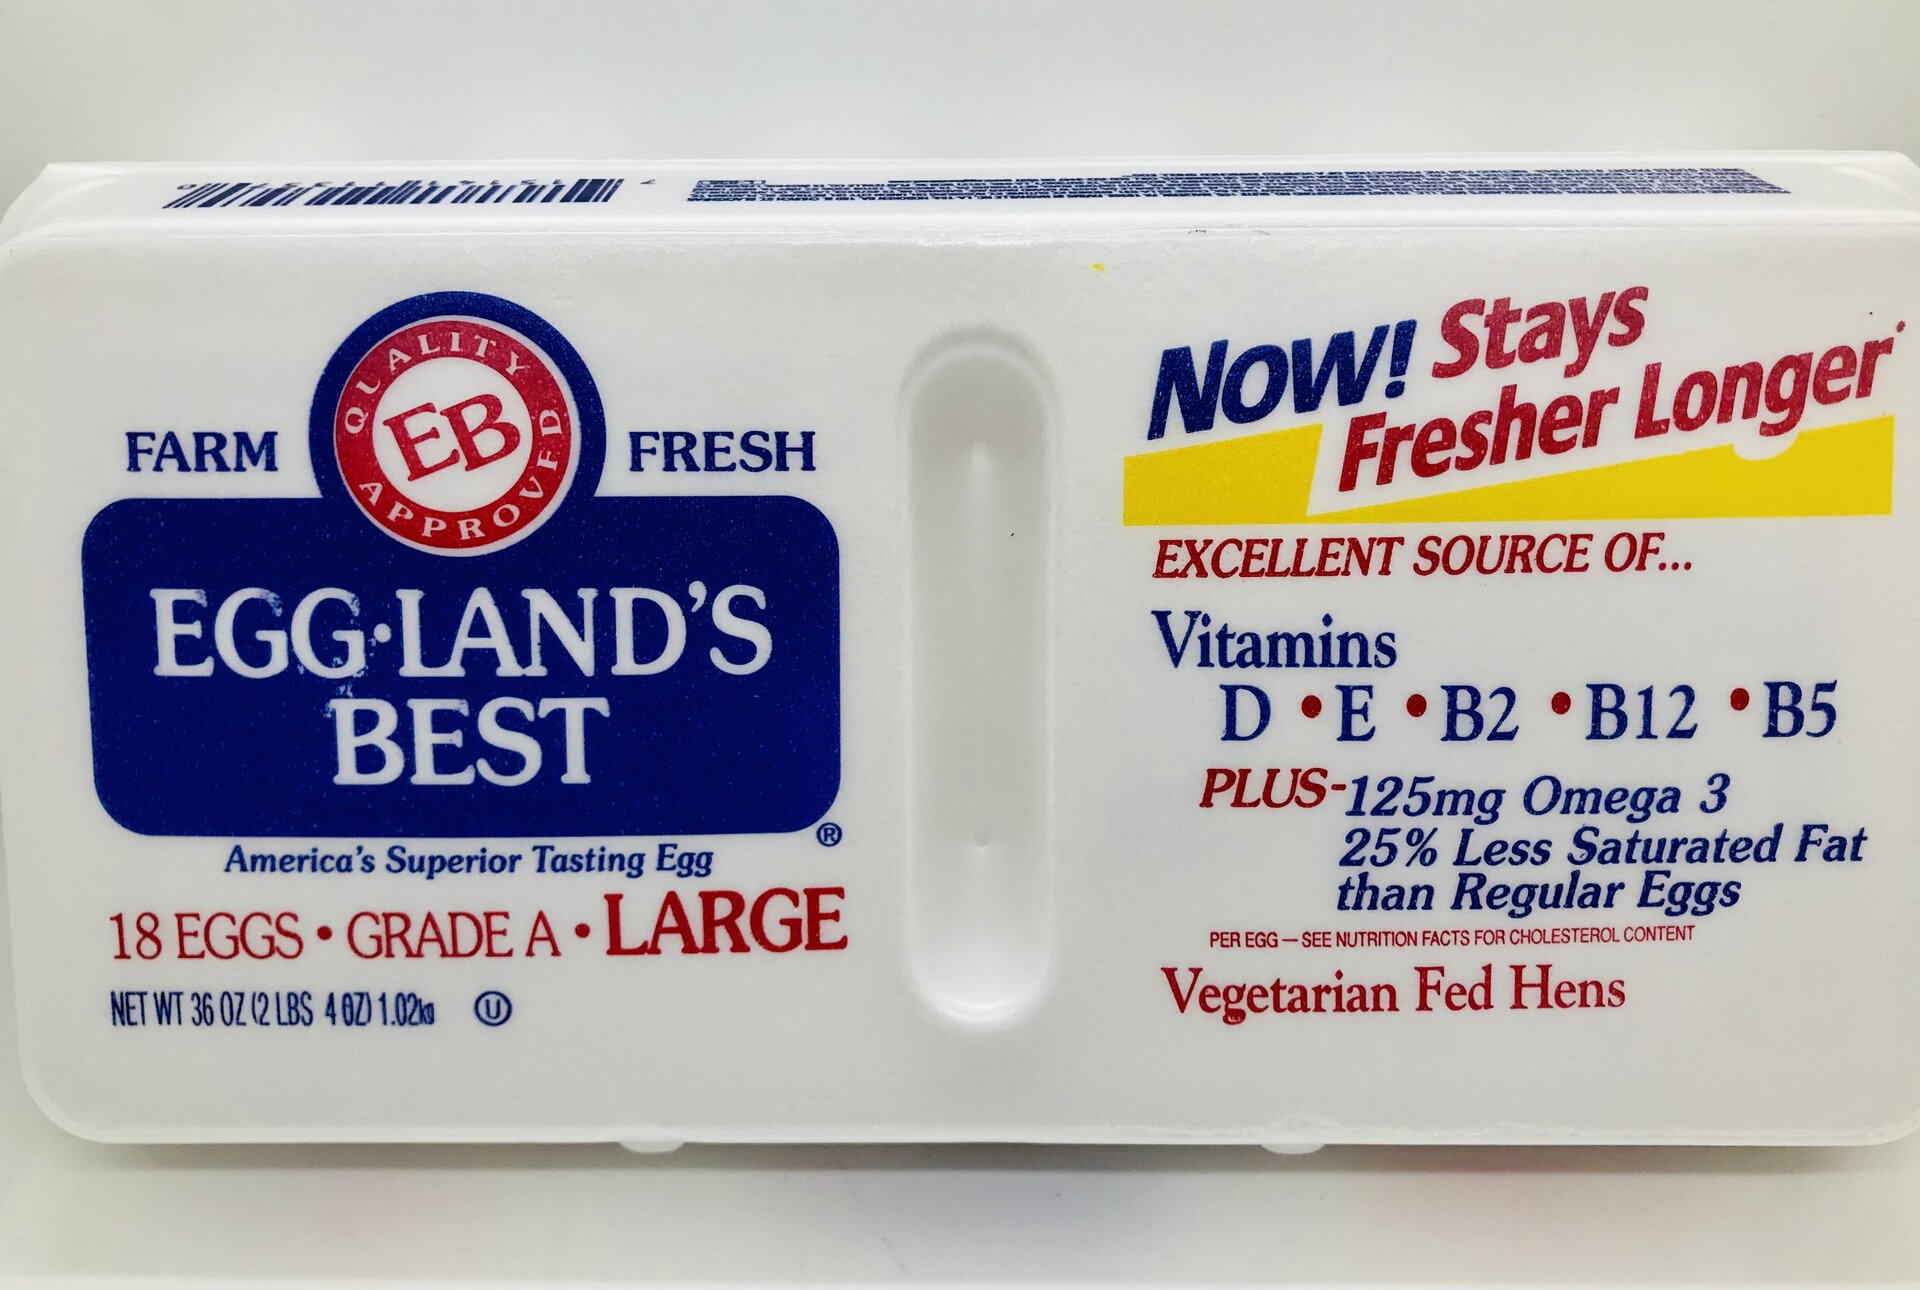 FARM
QUALITY
EB
APPROVED
FRESH
EGG•LAND'S
BEST
®
America's Superior Tasting Egg
18 EGGS • GRADE A • LARGE
NET WT 36 OZ (2 LBS 4 OZ) 1.02kg U
NOW! Stays
Fresher Longer
EXCELLENT SOURCE OF...
Vitamins
D • E • B2 • B12 • B5
PLUS-125mg Omega 3
25% Less Saturated Fat
than Regular Eggs
PER EGG — SEE NUTRITION FACTS FOR CHOLESTEROL CONTENT
Vegetarian Fed Hens